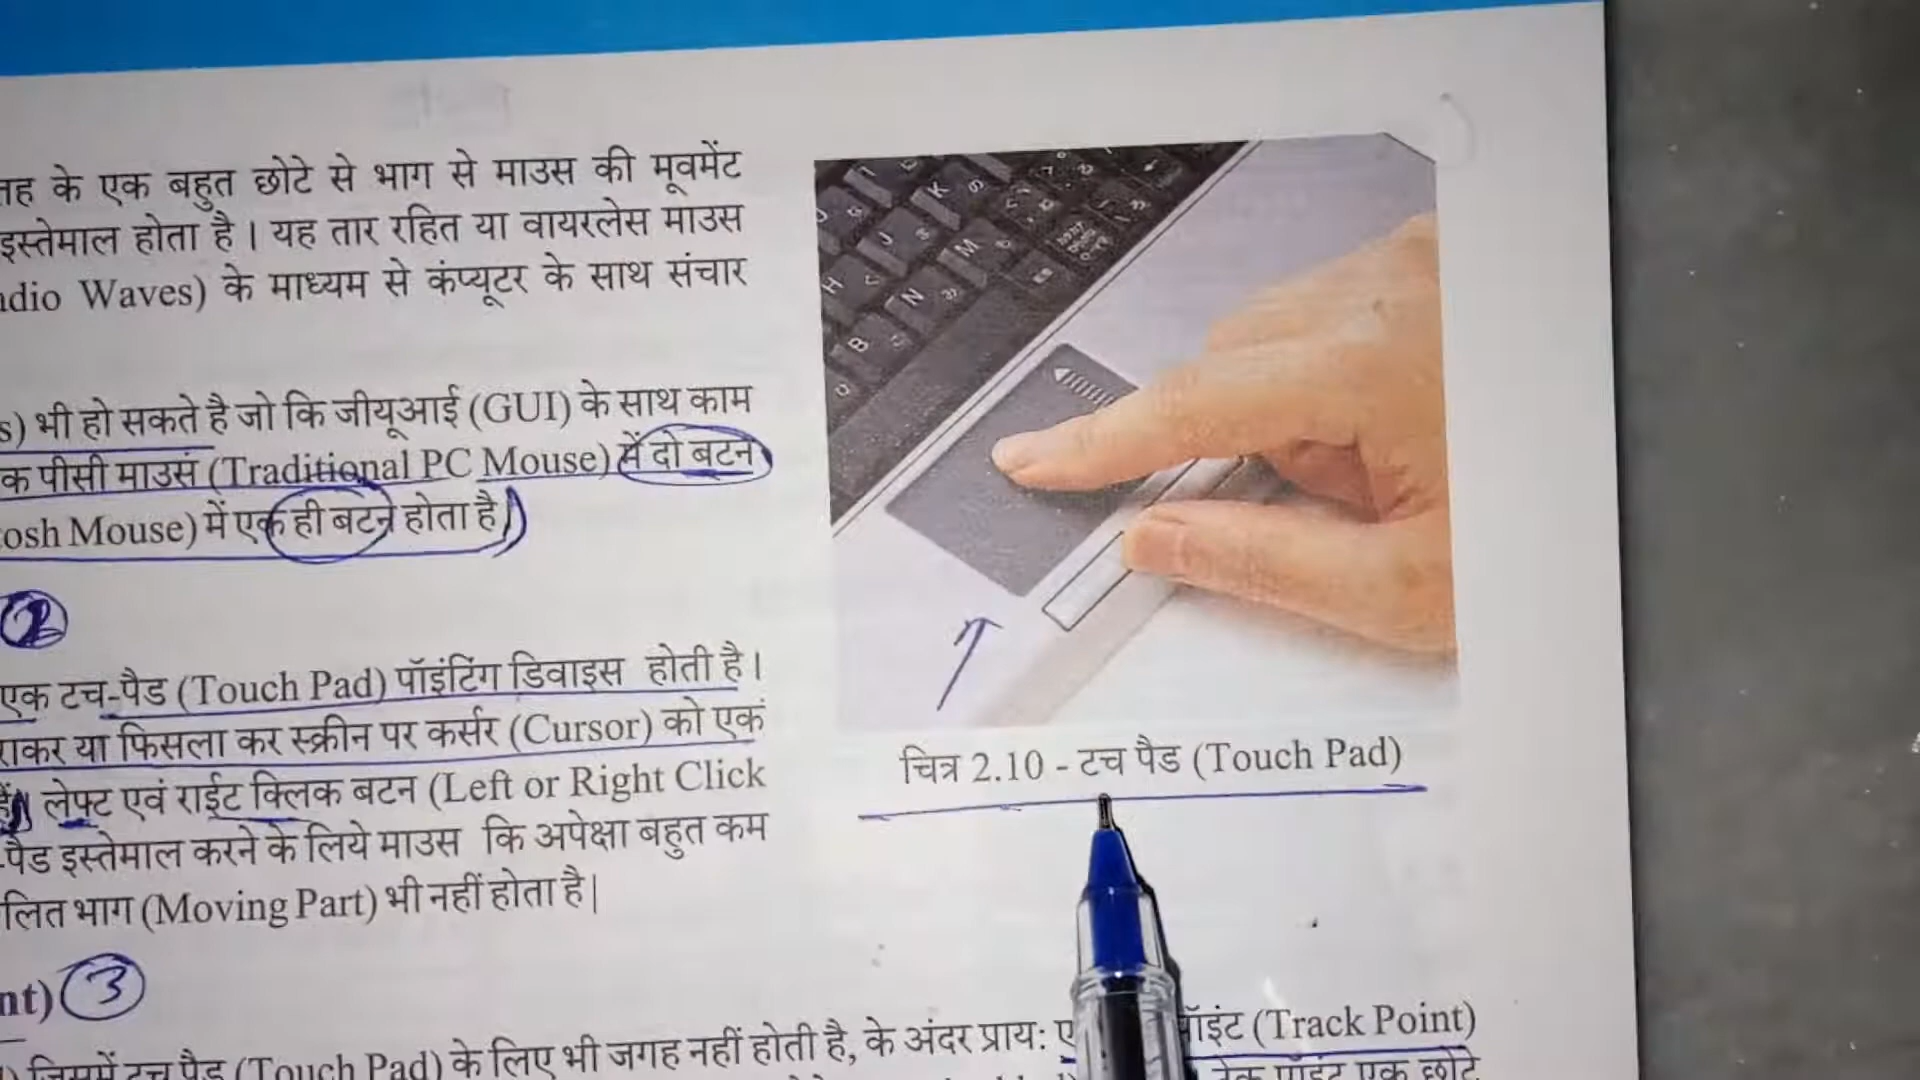 के एक बहुत छोटे से भाग से माउस की मूवमेंट
इस्तेमाल होता है । यह तार रहित या वायरलेस माउस
Waves) के माध्यम से कंप्यूटर के साथ संचार
s) भी हो सकते है जो कि जीयूआई (GUI) के साथ काम
क पीसी माउस (Traditional PC Mouse) में दो बटन
osh Mouse) में एक ही बटन होता है
2
एक टच-पैड (Touch Pad) पॉइंटिंग डिवाइस होती है ।
या फिसला कर स्क्रीन पर कर्सर (Cursor) को एक
लेफ्ट एवं राईट क्लिक बटन (Left or Right Click
-पैड इस्तेमाल करने के लिये माउस कि अपेक्षा बहुत कम
लित भाग (Moving Part) भी नहीं होता है |
चित्र 2.10 - टच पैड (Touch Pad)
nt) 3
जिसमें टच पैड (Touch Pad) के लिए भी जगह नहीं होती है, के अंदर प्राय: पॉइंट (Track Point)
ट्रेक पॉइंट एक छोटे